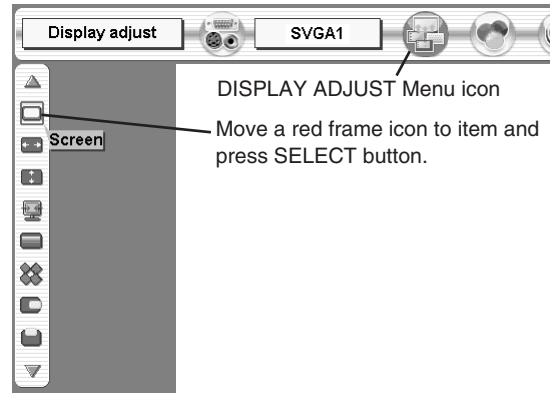 Display adjust
SVGA1
DISPLAY ADJUST Menu icon
Move a red frame icon to item and
press SELECT button.
Screen